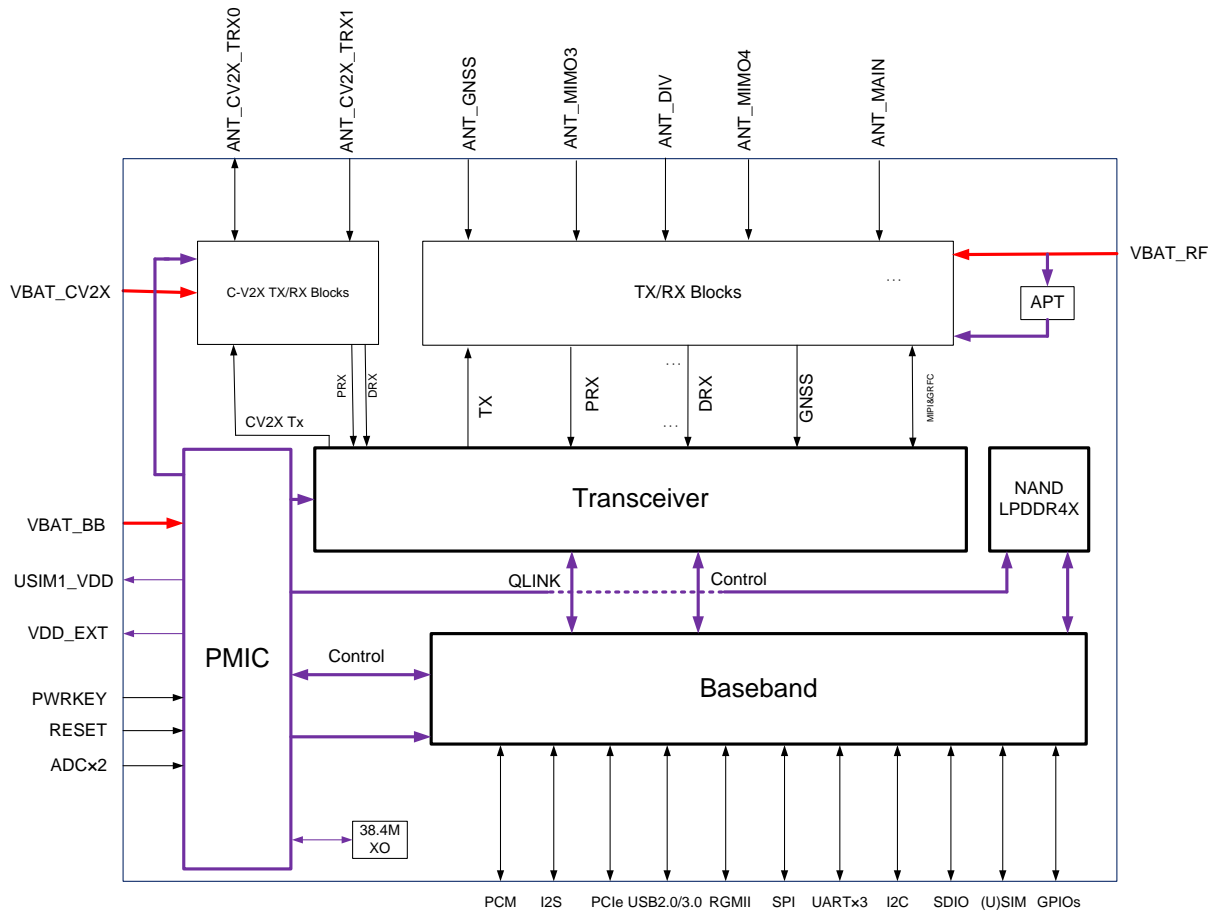 ANT_CV2X_TRX0
ANT_CV2X_TRX1
ANT_GNSS
ANT_MIMO3
ANT_DIV
ANT_MIMO4
ANT_MAIN
VBAT_RF
VBAT_CV2X
C-V2X TX/RX Blocks
TX/RX Blocks
...
APT
CV2X Tx
PRX
DRX
TX
PRX
...
DRX
...
GNSS
MIPI&GRFC
Transceiver
NAND
LPDDR4X
VBAT_BB
USIM1_VDD
VDD_EXT
PWRKEY
RESET
ADC×2
PMIC
QLINK
Control
Control
Baseband
38.4M
XO
PCM
I2S
PCIe
USB2.0/3.0
RGMII
SPI
UART×3
I2C
SDIO
(U)SIM
GPIOs